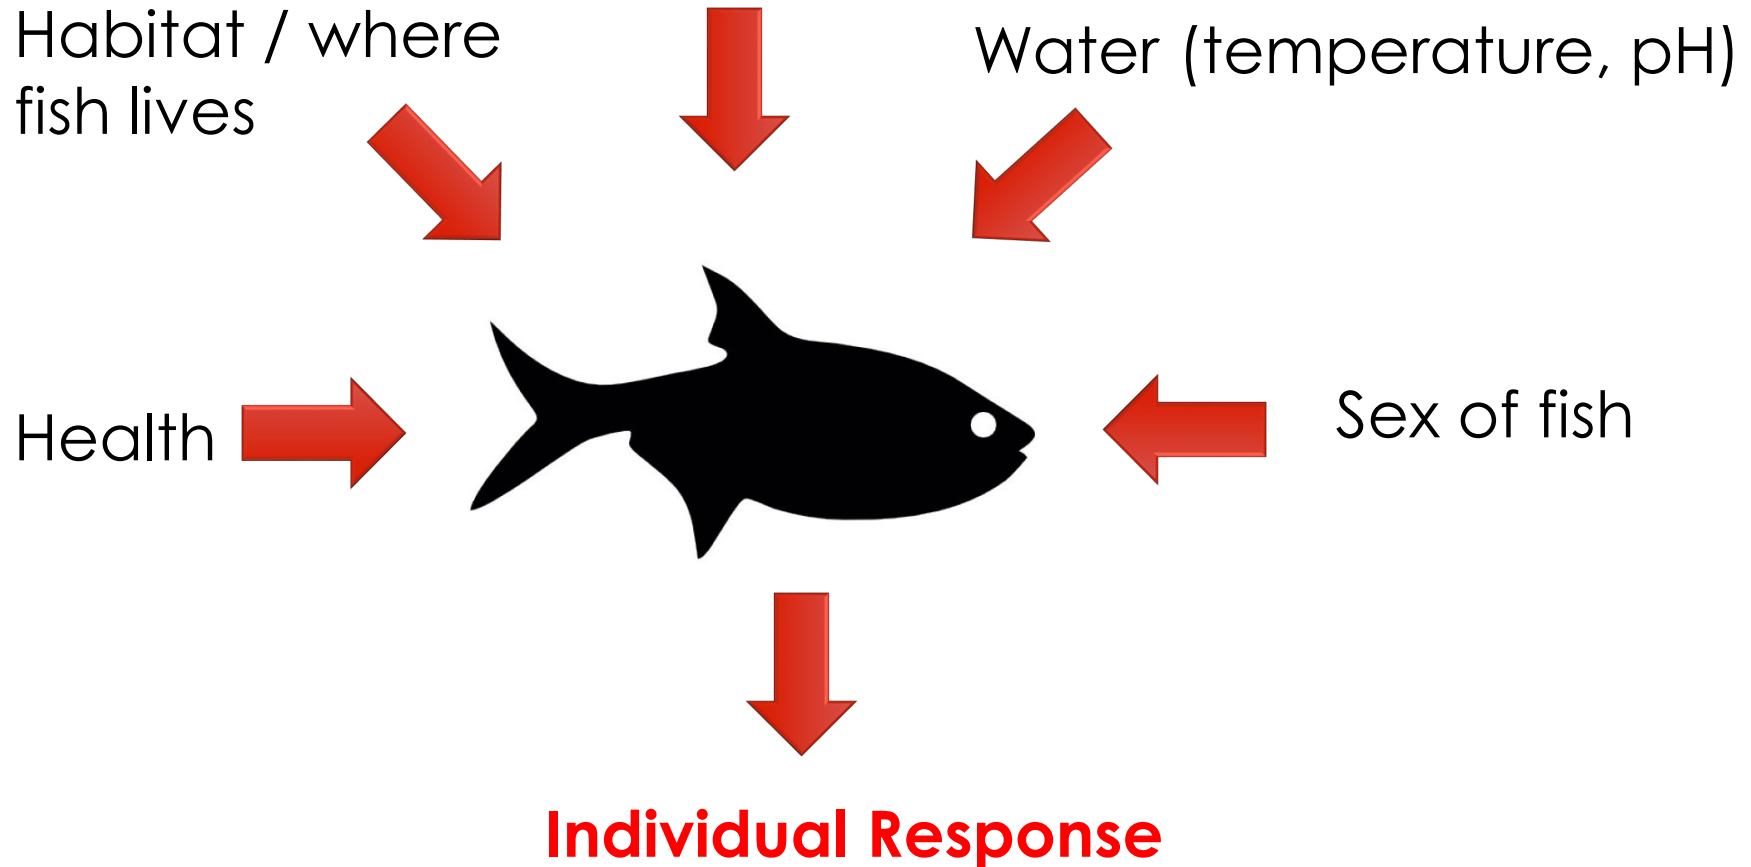 Habitat / where
fish lives
Water (temperature, pH)
Health
Sex of fish
Individual Response